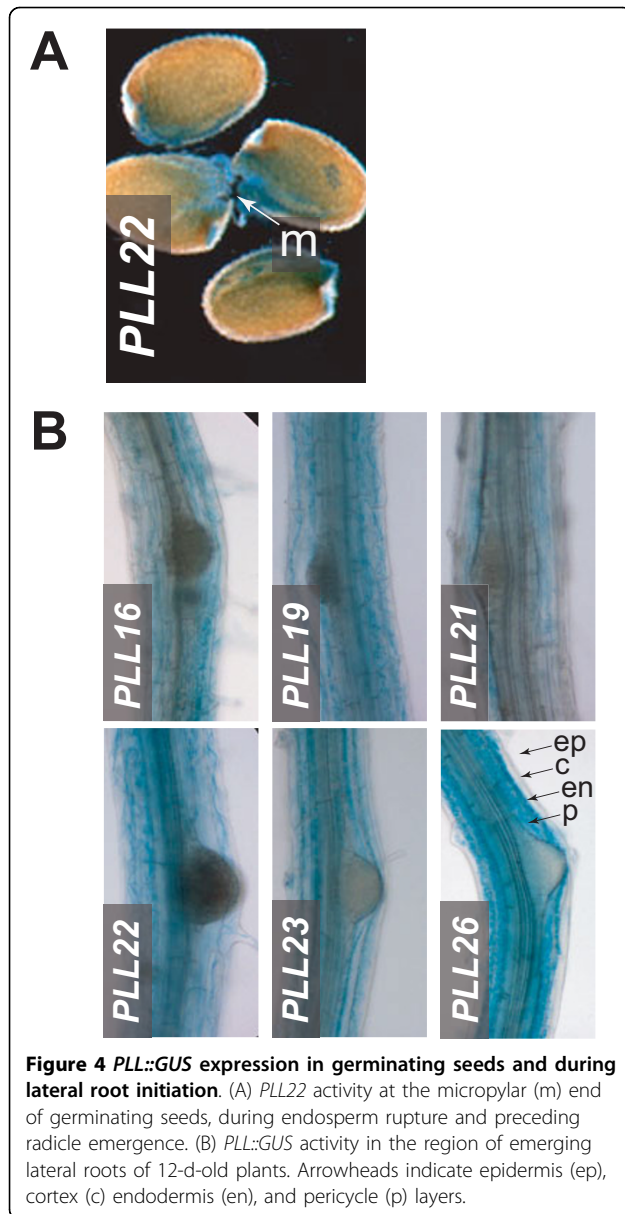 A
PLL22
m
B
PLL16
PLL19
PLL21
PLL22
PLL23
PLL26
ep
c
en
p
Figure 4 PLL::GUS expression in germinating seeds and during
lateral root initiation. (A) PLL22 activity at the micropylar (m) end
of germinating seeds, during endosperm rupture and preceding
radicle emergence. (B) PLL::GUS activity in the region of emerging
lateral roots of 12-d-old plants. Arrowheads indicate epidermis (ep),
cortex (c) endodermis (en), and pericycle (p) layers.